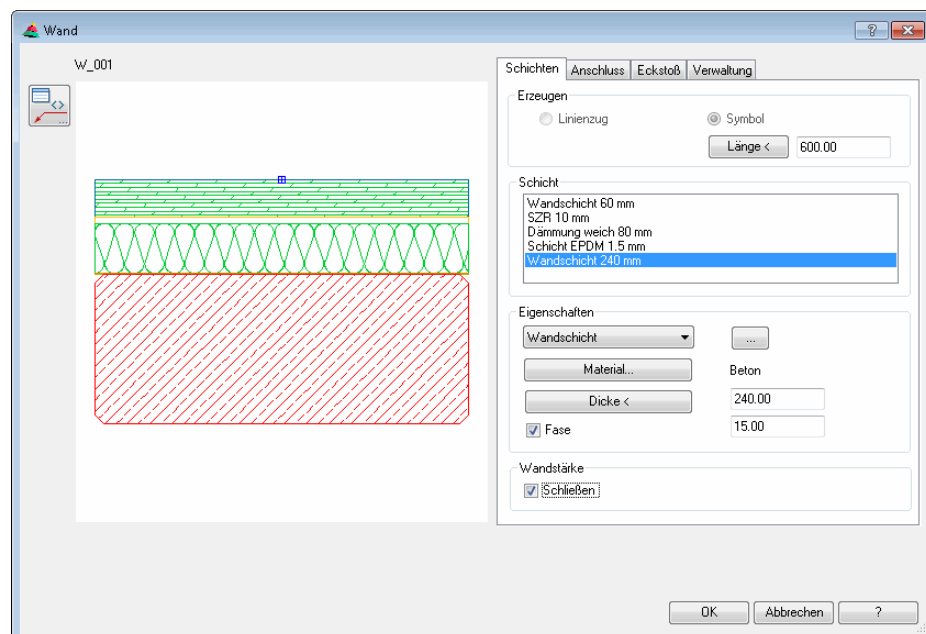 Wand
W_001
<>
...
Schichten Anschluss Eckstoß Verwaltung
Erzeugen
Linienzug Symbol
Länge < 600.00
Schicht
Wandschicht 60 mm
SZR 10 mm
Dämmung weich 80 mm
Schicht EPDM 1.5 mm
Wandschicht 240 mm
Eigenschaften
Wandschicht ...
Material... Beton
Dicke < 240.00
Fase 15.00
Wandstärke
Schließen
OK Abbrechen ?